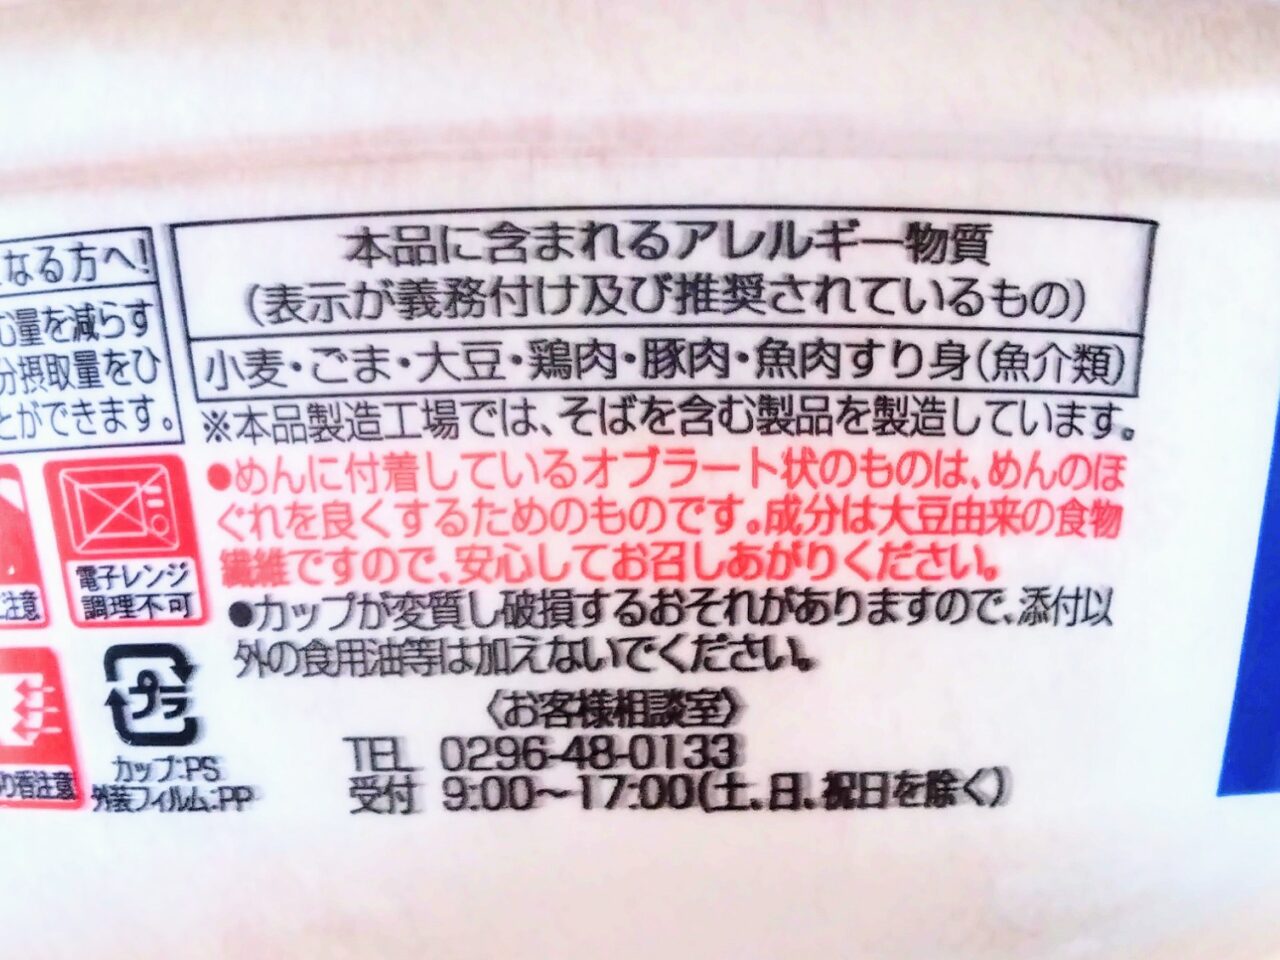 なる方へ!
量を減らす
分摂取量をひ
とができます。
本品に含まれるアレルギー物質
(表示が義務付け及び推奨されているもの)
小麦・ごま・大豆・鶏肉・豚肉・魚肉すり身(魚介類)
※本品製造工場では、そばを含む製品を製造しています。
●めんに付着しているオブラート状のものは、めんのほ
ぐれを良くするためのものです。成分は大豆由来の食物
繊維ですので、安心してお召しあがりください。
●カップが変質し破損するおそれがありますので、添付以
外の食用油等は加えないでください。
〈お客様相談室〉
TEL 0296-48-0133
受付 9:00〜17:00(土、日、祝日を除く)
注意
電子レンジ
調理不可
り香注意
プラ
カップ:PS
外装フィルム:PP